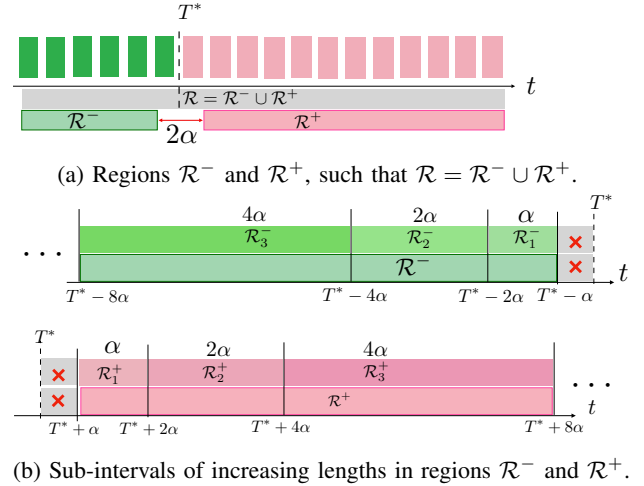 T*
t
R = R⁻ ∪ R⁺
R⁻ 2α R⁺
(a) Regions R⁻ and R⁺, such that R = R⁻ ∪ R⁺.
T*
4α 2α α
R₃⁻ R₂⁻ R₁⁻ ×
... R⁻ ×
T* − 8α T* − 4α T* − 2α T* − α t
T*
α 2α 4α
× R₁⁺ R₂⁺ R₃⁺
× R⁺ ...
T* + α T* + 2α T* + 4α T* + 8α t
(b) Sub-intervals of increasing lengths in regions R⁻ and R⁺.